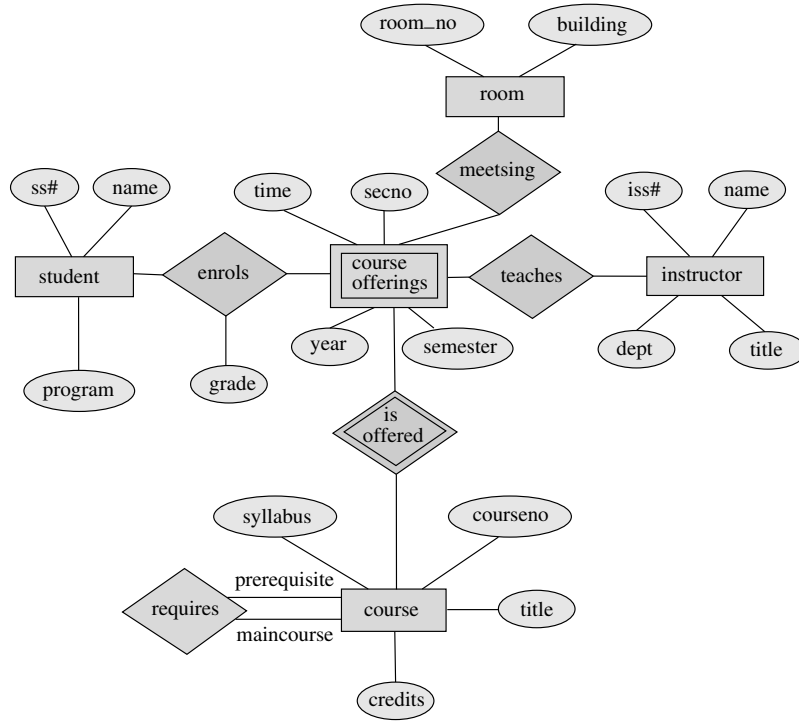 room_no
building
room
meetsing
ss#
name
time
secno
iss#
name
student
enrols
course
offerings
teaches
instructor
year
semester
dept
title
program
grade
is
offered
syllabus
courseno
prerequisite
requires
course
title
maincourse
credits